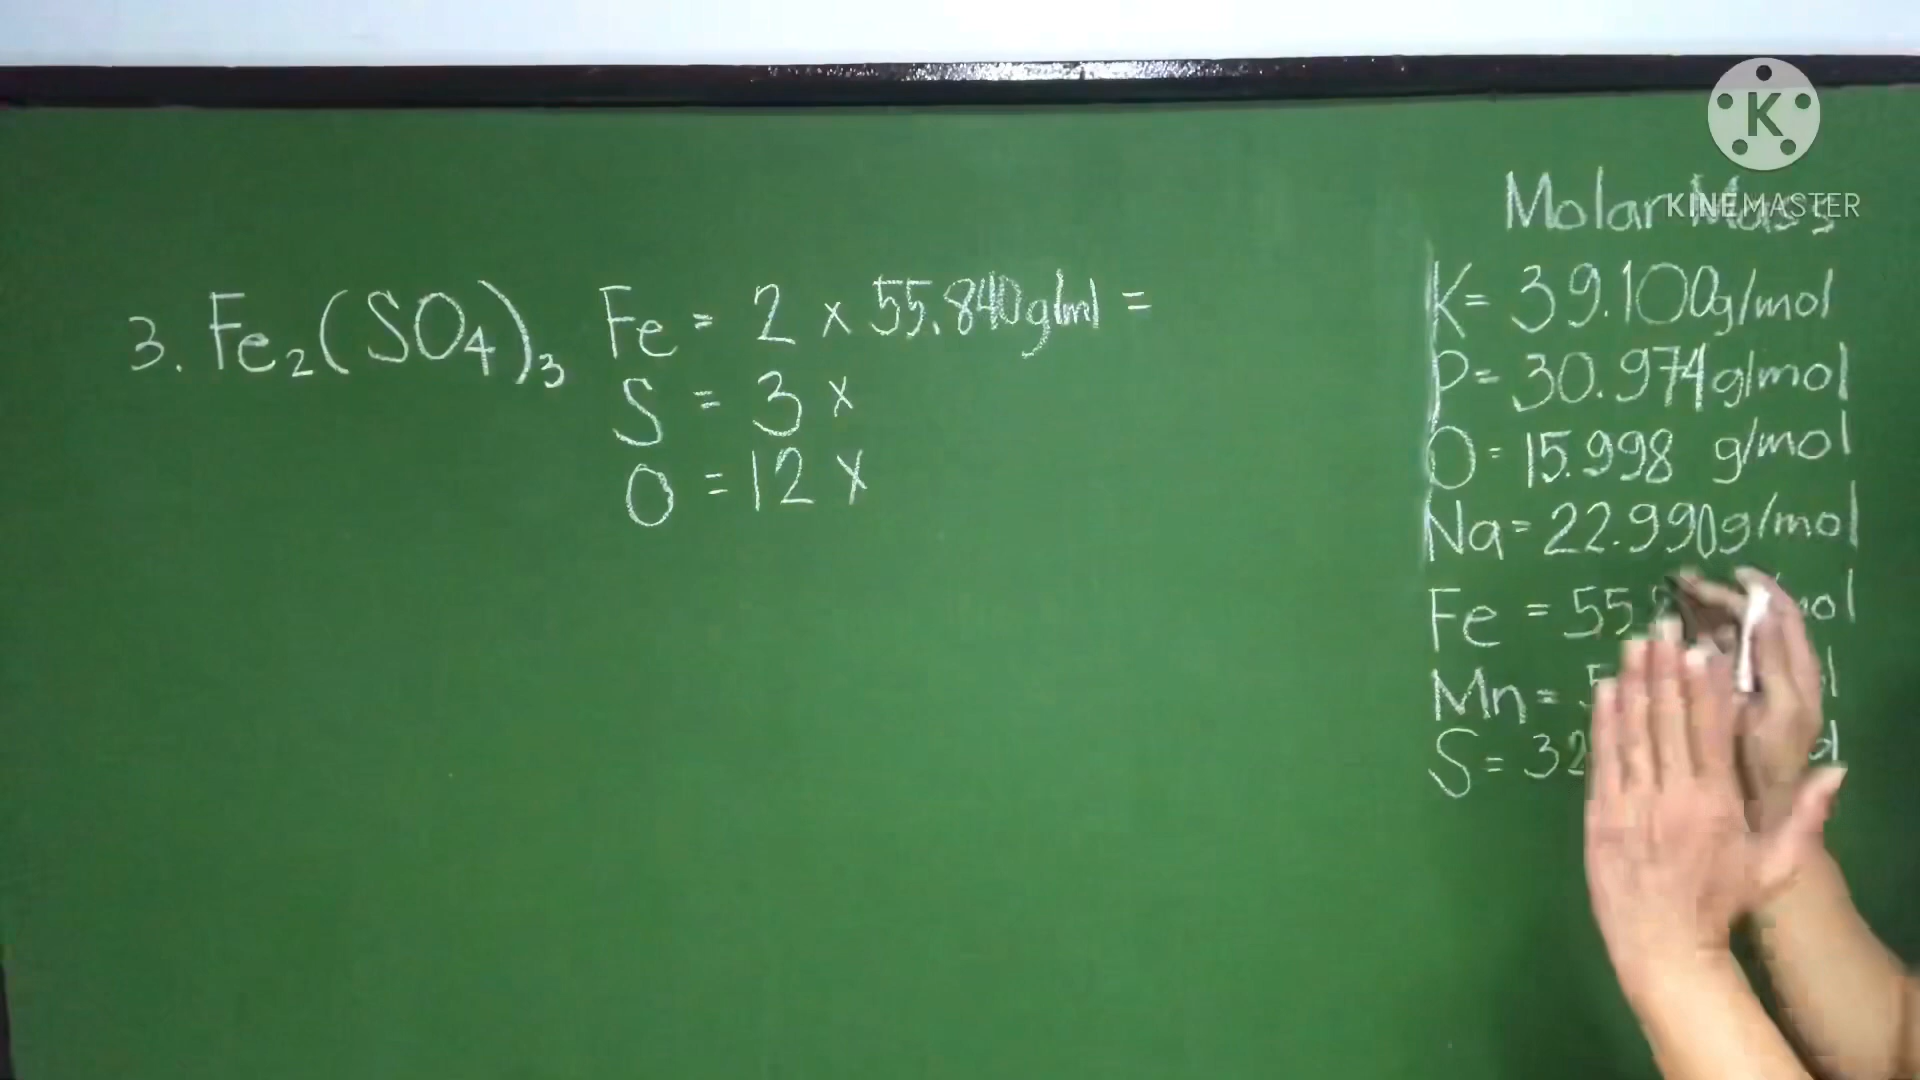 K
KINEMASTER
Molar Mass
3. Fe₂(SO₄)₃ Fe = 2 x 55.840g/ml =
S = 3 x
O = 12 x
K= 39.100g/mol
P= 30.974g/mol
O= 15.998 g/mol
Na= 22.990g/mol
Fe = 55.
Mn =
S = 32